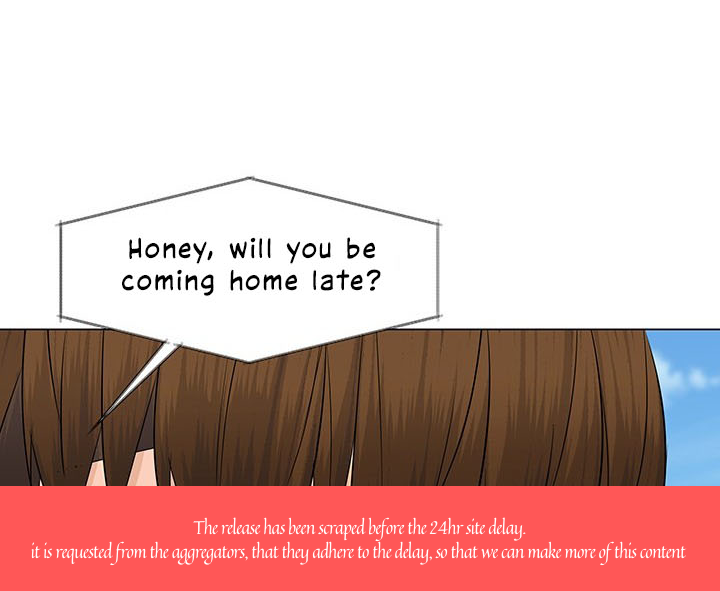 Honey, will you be
coming home late?
The release has been scraped before the 24hr site delay.
it is requested from the aggregators, that they adhere to the delay, so that we can make more of this content